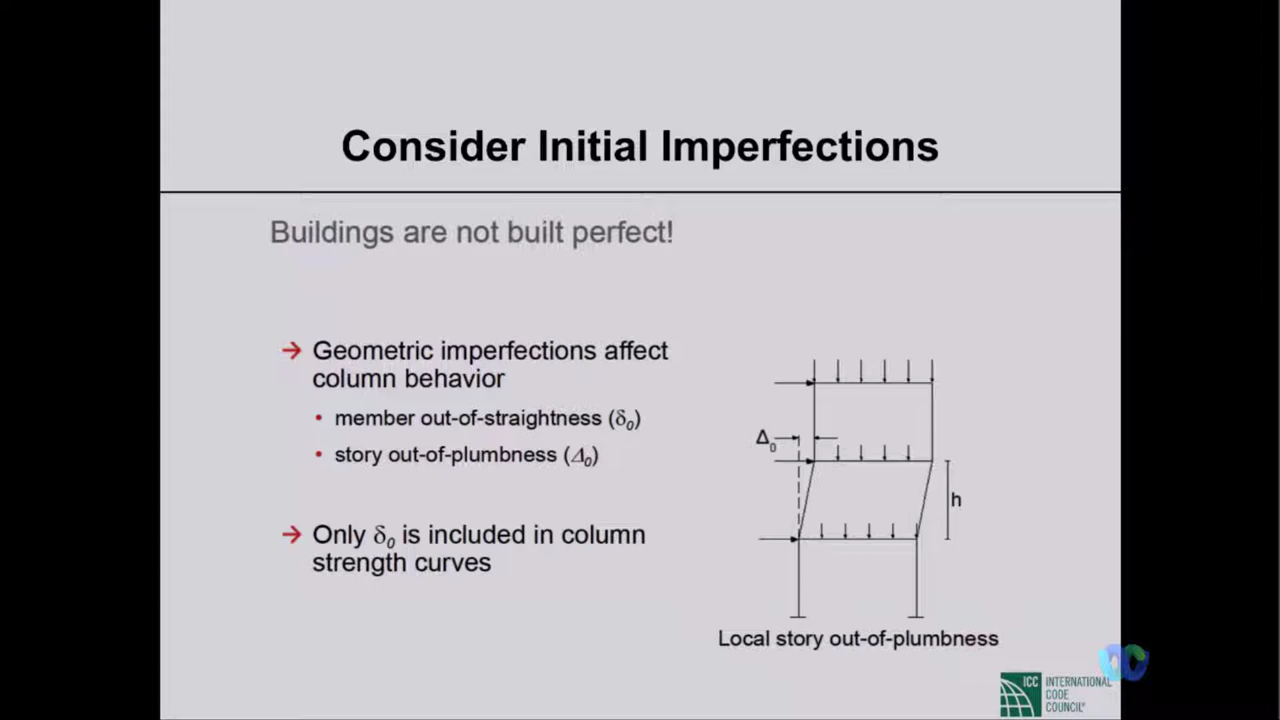 Consider Initial Imperfections
Buildings are not built perfect!
→ Geometric imperfections affect
column behavior
• member out-of-straightness (δ₀)
• story out-of-plumbness (Δ₀)
→ Only δ₀ is included in column
strength curves
Δ₀
h
Local story out-of-plumbness
ICC INTERNATIONAL
CODE
COUNCIL®